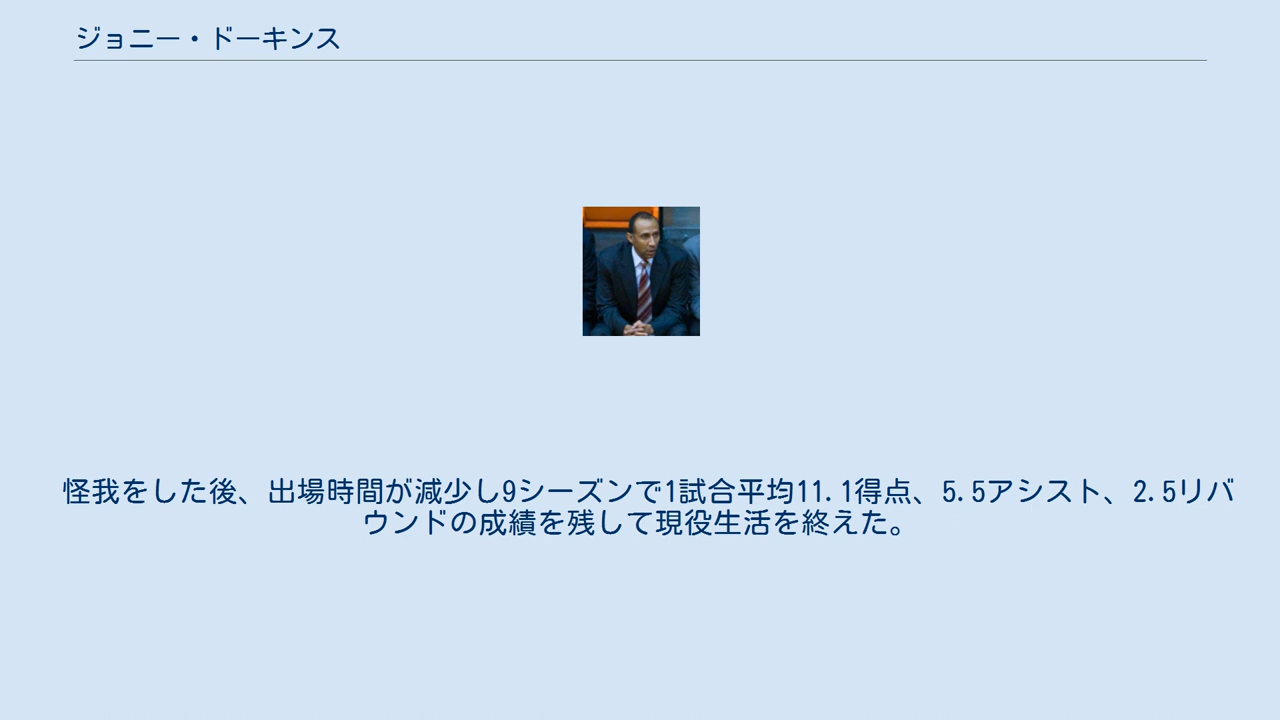 ジョニー・ドーキンス
怪我をした後、出場時間が減少し9シーズンで1試合平均11.1得点、5.5アシスト、2.5リバ
ウンドの成績を残して現役生活を終えた。